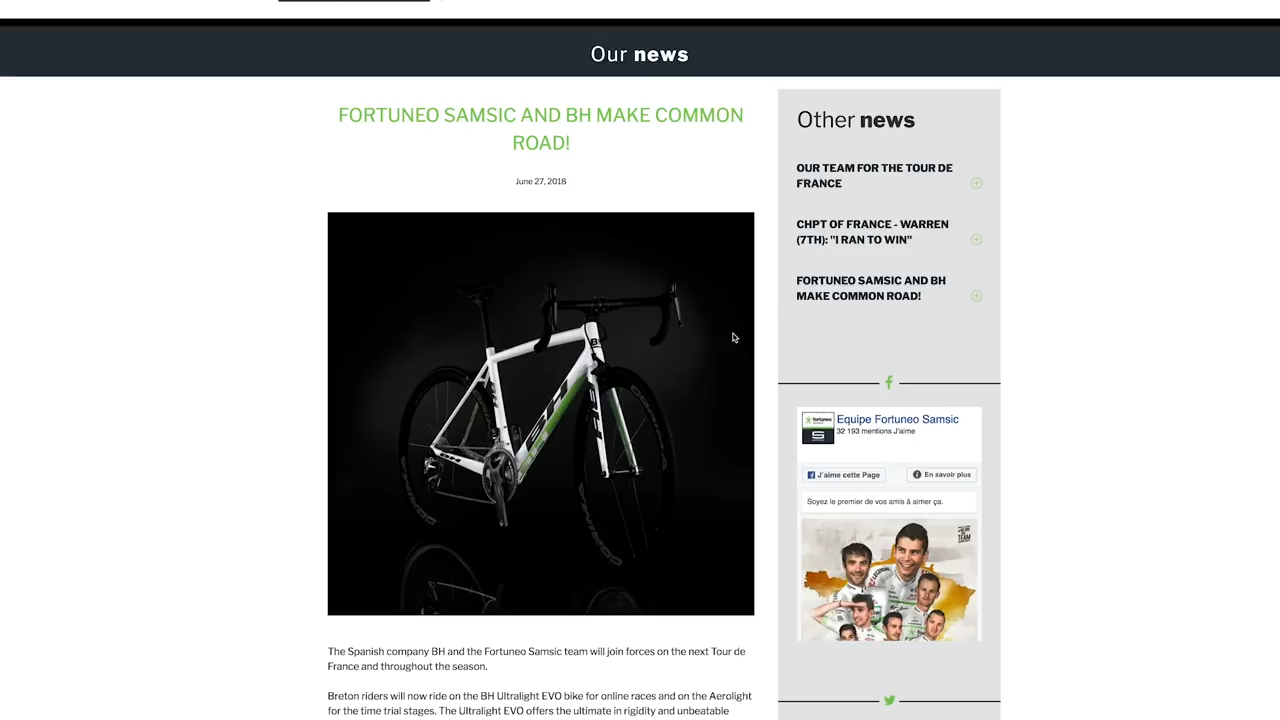 Our news
FORTUNEO SAMSIC AND BH MAKE COMMON
ROAD!
June 27, 2018
BH
The Spanish company BH and the Fortuneo Samsic team will join forces on the next Tour de
France and throughout the season.
Breton riders will now ride on the BH Ultralight EVO bike for online races and on the Aerolight
for the time trial stages. The Ultralight EVO offers the ultimate in rigidity and unbeatable
Other news
OUR TEAM FOR THE TOUR DE
FRANCE
CHPT OF FRANCE - WARREN
(7TH): "I RAN TO WIN"
FORTUNEO SAMSIC AND BH
MAKE COMMON ROAD!
fortuneo
Equipe Fortuneo Samsic
32 193 mentions J'aime
J'aime cette Page
En savoir plus
Soyez le premier de vos amis à aimer ça.
TEAM